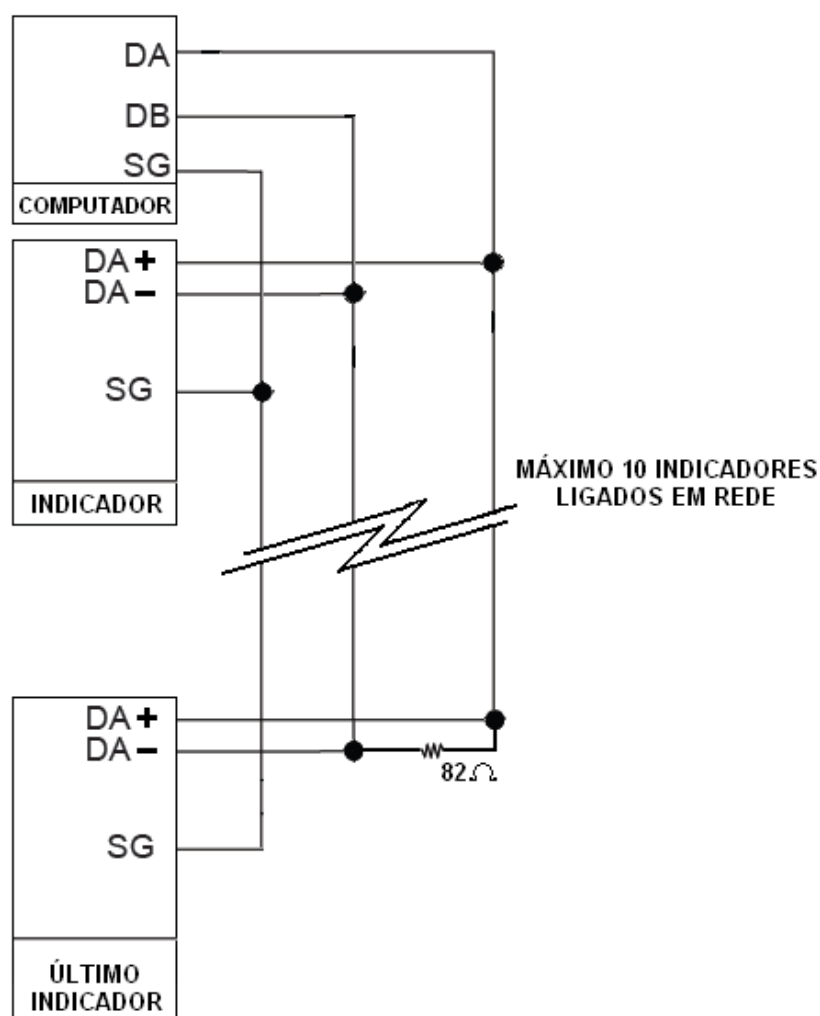 DA
DB
SG
COMPUTADOR
DA+
DA-
SG
INDICADOR
MÁXIMO 10 INDICADORES
LIGADOS EM REDE
DA+
DA-
82Ω
SG
ÚLTIMO
INDICADOR